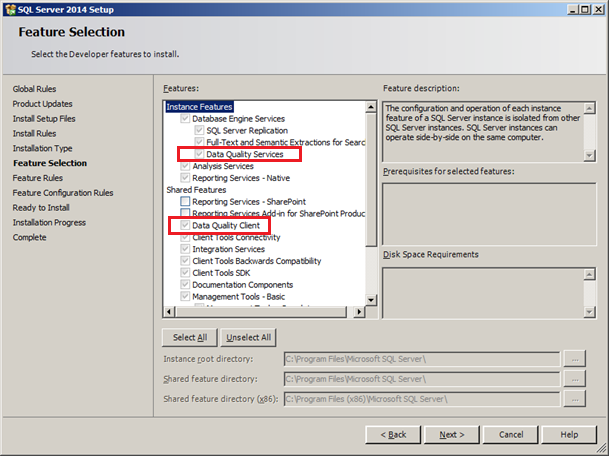 SQL Server 2014 Setup
Feature Selection
Select the Developer features to install.
Global Rules
Product Updates
Install Setup Files
Install Rules
Installation Type
Feature Selection
Feature Rules
Feature Configuration Rules
Ready to Install
Installation Progress
Complete
Features:
Instance Features
Database Engine Services
SQL Server Replication
Full-Text and Semantic Extractions for Searc
Data Quality Services
Analysis Services
Reporting Services - Native
Shared Features
Reporting Services - SharePoint
Reporting Services Add-in for SharePoint Produc
Data Quality Client
Client Tools Connectivity
Integration Services
Client Tools Backwards Compatibility
Client Tools SDK
Documentation Components
Management Tools - Basic
Feature description:
The configuration and operation of each instance
feature of a SQL Server instance is isolated from other
SQL Server instances. SQL Server instances can
operate side-by-side on the same computer.
Prerequisites for selected features:
Disk Space Requirements
Select All
Unselect All
Instance root directory:
C:\Program Files\Microsoft SQL Server\
...
Shared feature directory:
C:\Program Files\Microsoft SQL Server\
...
Shared feature directory (x86):
C:\Program Files (x86)\Microsoft SQL Server\
...
< Back
Next >
Cancel
Help